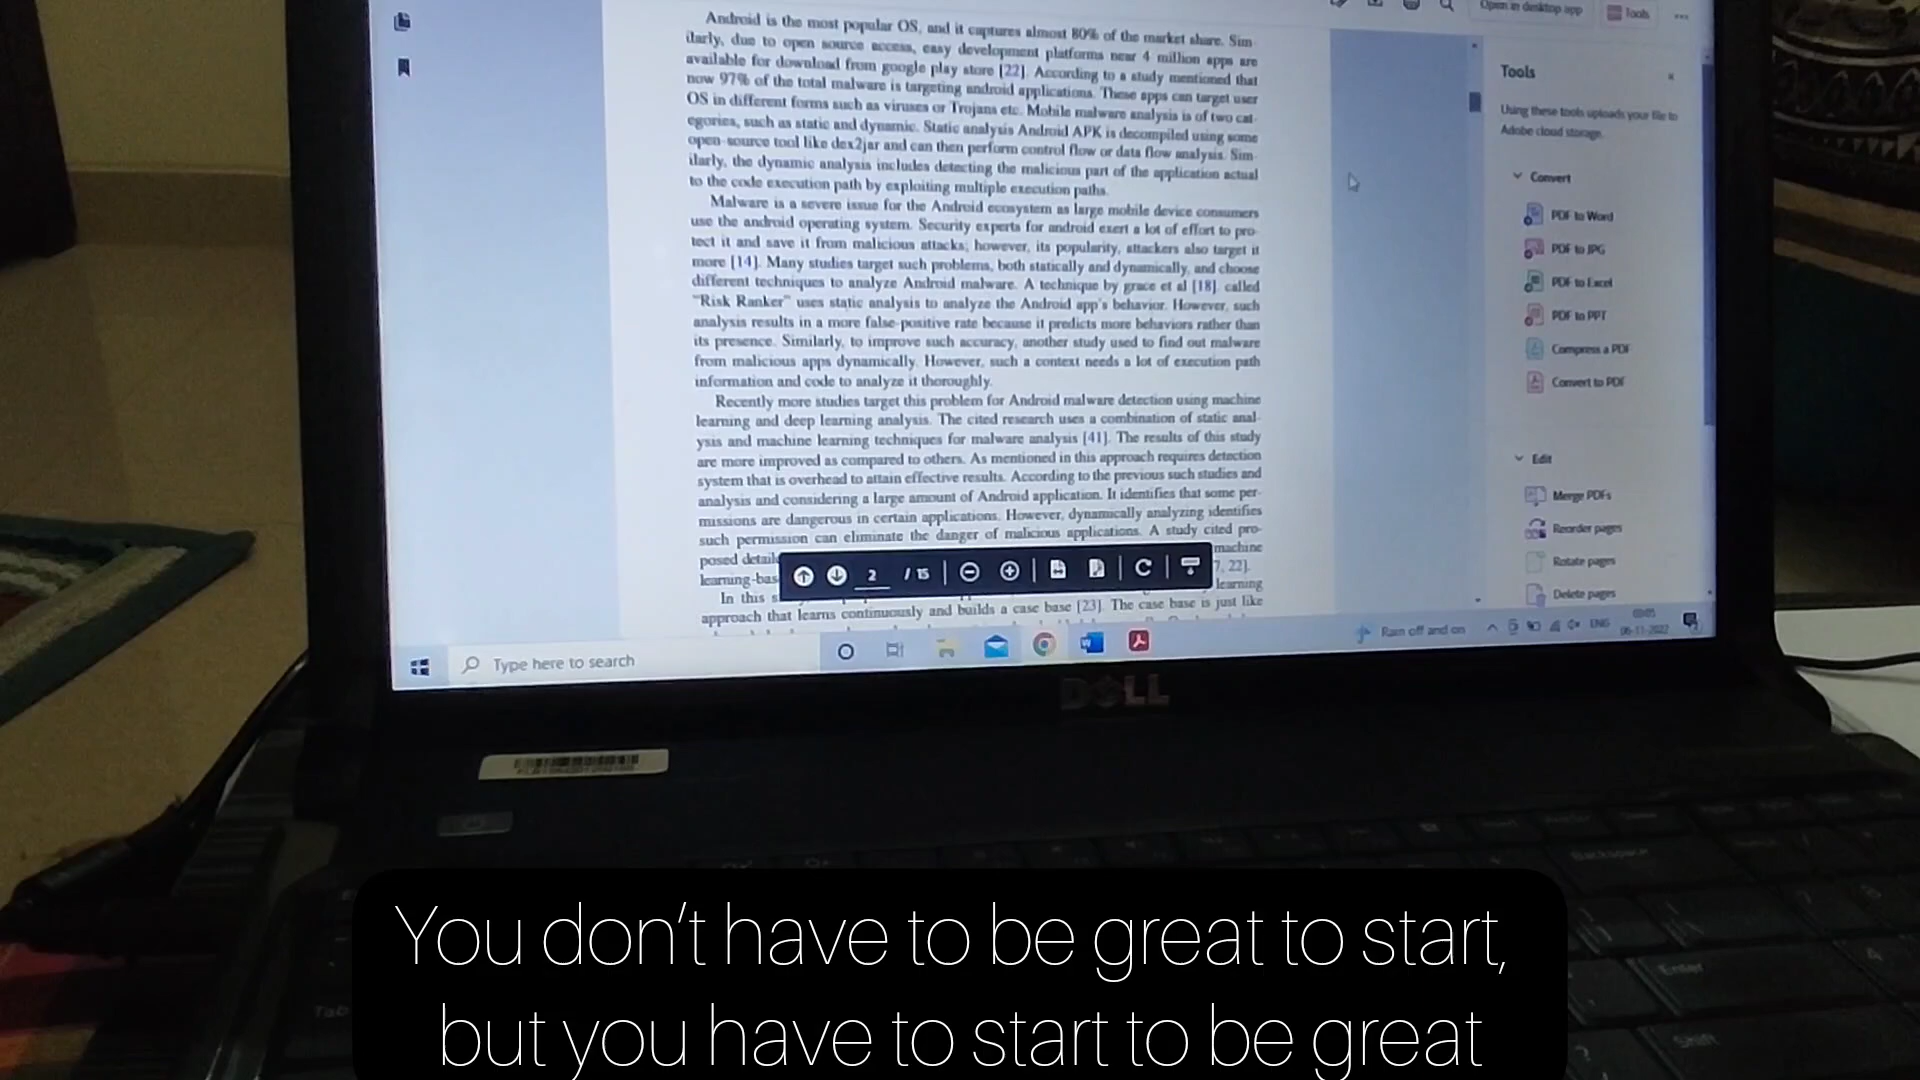 Android is the most popular OS, and it captures almost 80% of the market share. Sim-
ilarly, due to open source access, easy development platforms near 4 million apps are
available for download from google play store [22]. According to a study mentioned that
now 97% of the total malware is targeting android applications. These apps can target user
OS in different forms such as viruses or Trojans etc. Mobile malware analysis is of two cat-
egories, such as static and dynamic. Static analysis Android APK is decompiled using some
open-source tool like dex2jar and can then perform control flow or data flow analysis. Sim-
ilarly, the dynamic analysis includes detecting the malicious part of the application actual
to the code execution path by exploiting multiple execution paths.
Malware is a severe issue for the Android ecosystem as large mobile device consumers
use the android operating system. Security experts for android exert a lot of effort to pro-
tect it and save it from malicious attacks; however, its popularity, attackers also target it
more [14]. Many studies target such problems, both statically and dynamically, and choose
different techniques to analyze Android malware. A technique by grace et al [18]. called
"Risk Ranker" uses static analysis to analyze the Android app's behavior. However, such
analysis results in a more false-positive rate because it predicts more behaviors rather than
its presence. Similarly, to improve such accuracy, another study used to find out malware
from malicious apps dynamically. However, such a context needs a lot of execution path
information and code to analyze it thoroughly.
Recently more studies target this problem for Android malware detection using machine
learning and deep learning analysis. The cited research uses a combination of static anal-
ysis and machine learning techniques for malware analysis [41]. The results of this study
are more improved as compared to others. As mentioned in this approach requires detection
system that is overhead to attain effective results. According to the previous such studies and
analysis and considering a large amount of Android application. It identifies that some per-
missions are dangerous in certain applications. However, dynamically analyzing identifies
such permission can eliminate the danger of malicious applications. A study cited pro-
posed machine
learning-bas 7, 22].
In this learning
approach that learns continuously and builds a case base [23]. The case base is just like
2 / 15
Open in desktop app
Tools
Tools
Using these tools uploads your file to
Adobe cloud storage.
Convert
PDF to Word
PDF to JPG
PDF to Excel
PDF to PPT
Compress a PDF
Convert to PDF
Edit
Merge PDFs
Reorder pages
Rotate pages
Delete pages
Type here to search
Rain off and on
ENG
06-11-2022
DELL
Backspace
Enter
Shift
Tab
You don't have to be great to start,
but you have to start to be great